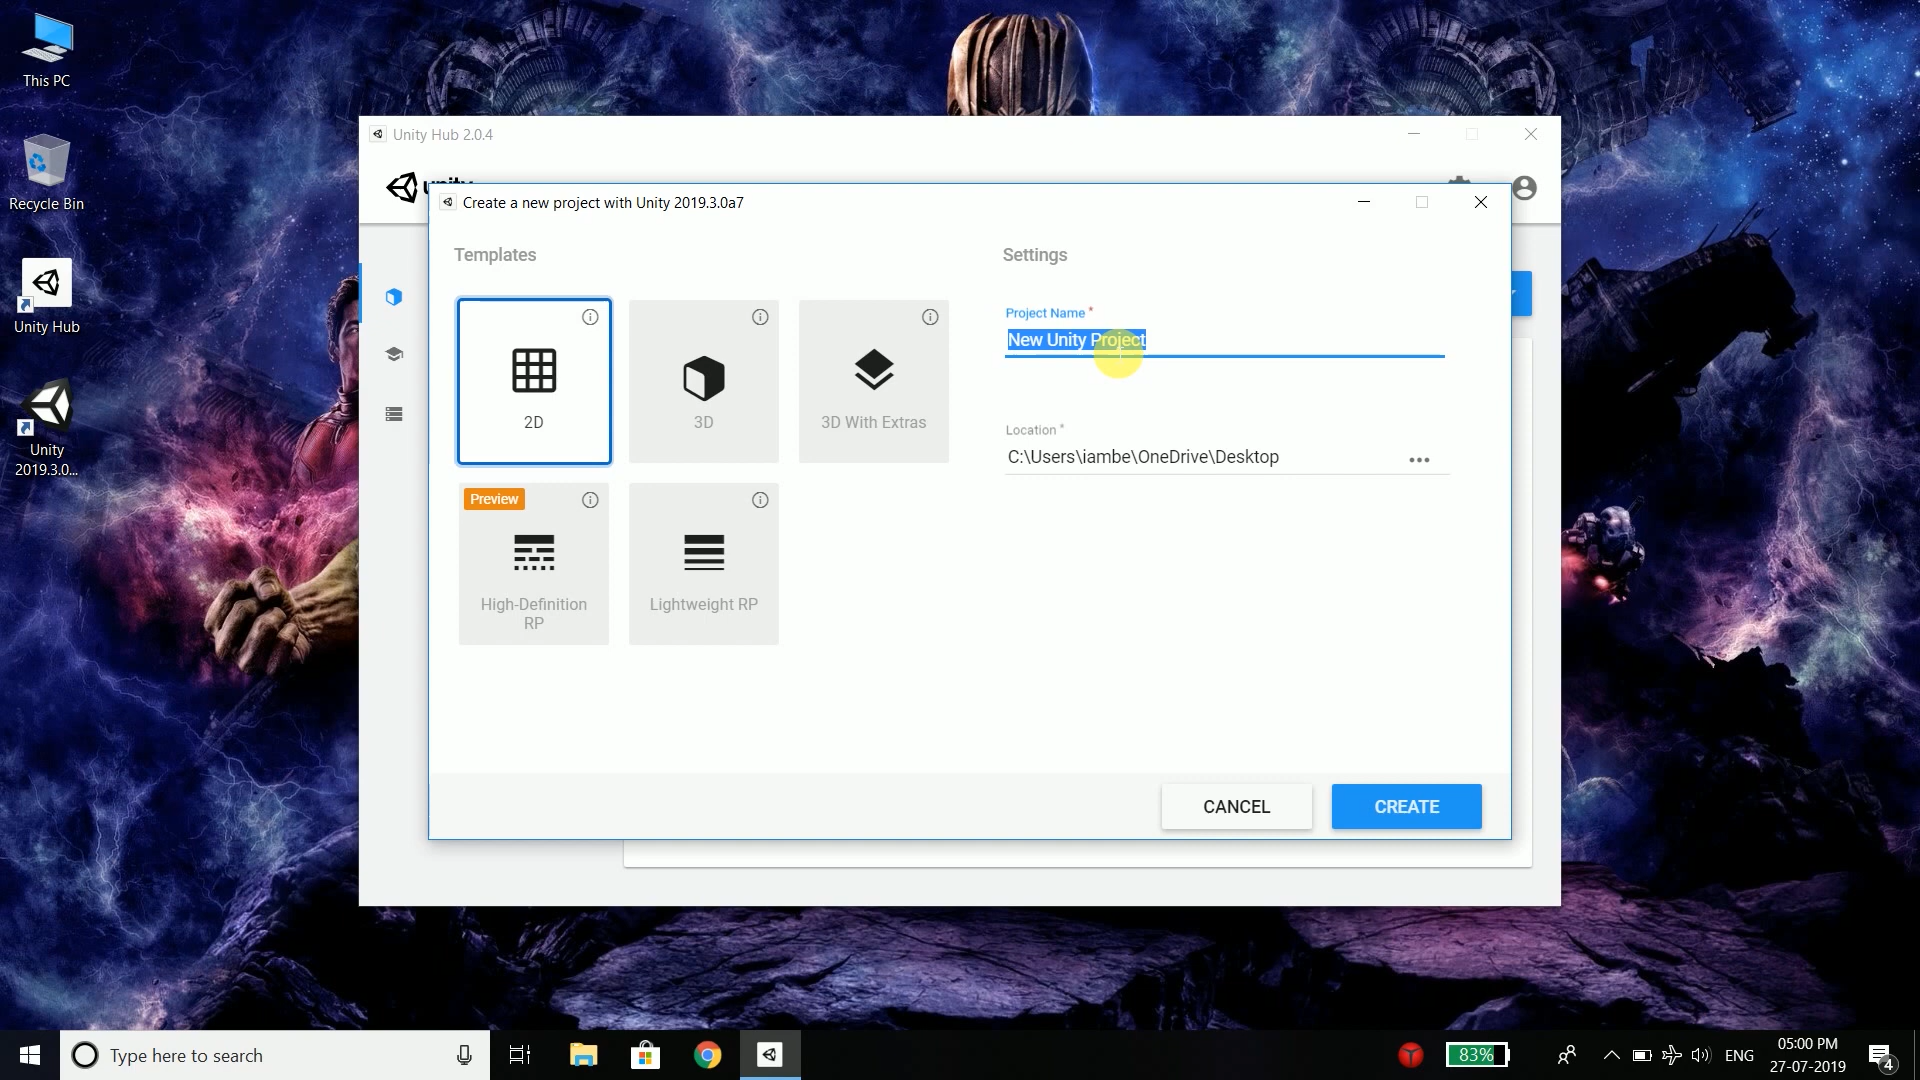 This PC
Recycle Bin
Unity Hub
Unity
2019.3.0...
Unity Hub 2.0.4
unity
Create a new project with Unity 2019.3.0a7
Templates
Settings
2D
3D
3D With Extras
Preview
High-Definition
RP
Lightweight RP
Project Name *
New Unity Project
Location *
C:\Users\iambe\OneDrive\Desktop
•••
CANCEL
CREATE
Type here to search
83%
ENG
05:00 PM
27-07-2019
4